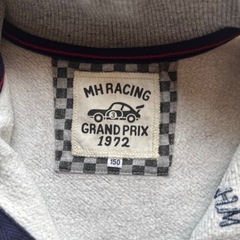 MH RACING
GRAND PRIX
1972
150